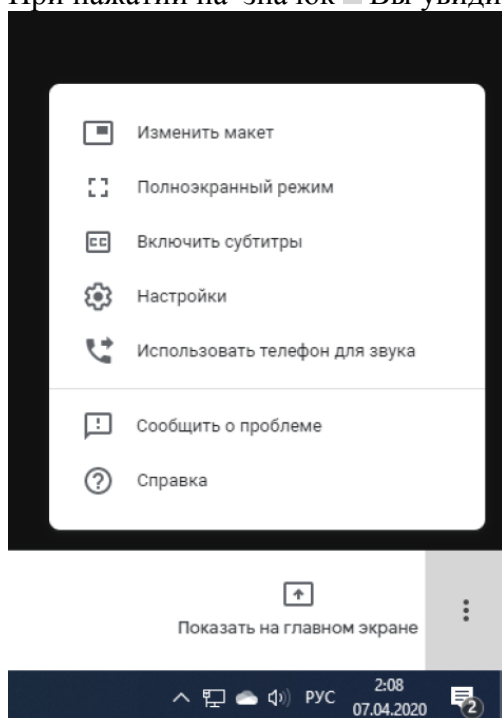 При нажатии на значок Вы увиди
Изменить макет
Полноэкранный режим
Включить субтитры
Настройки
Использовать телефон для звука
Сообщить о проблеме
Справка
Показать на главном экране
РУС
2:08
07.04.2020
2